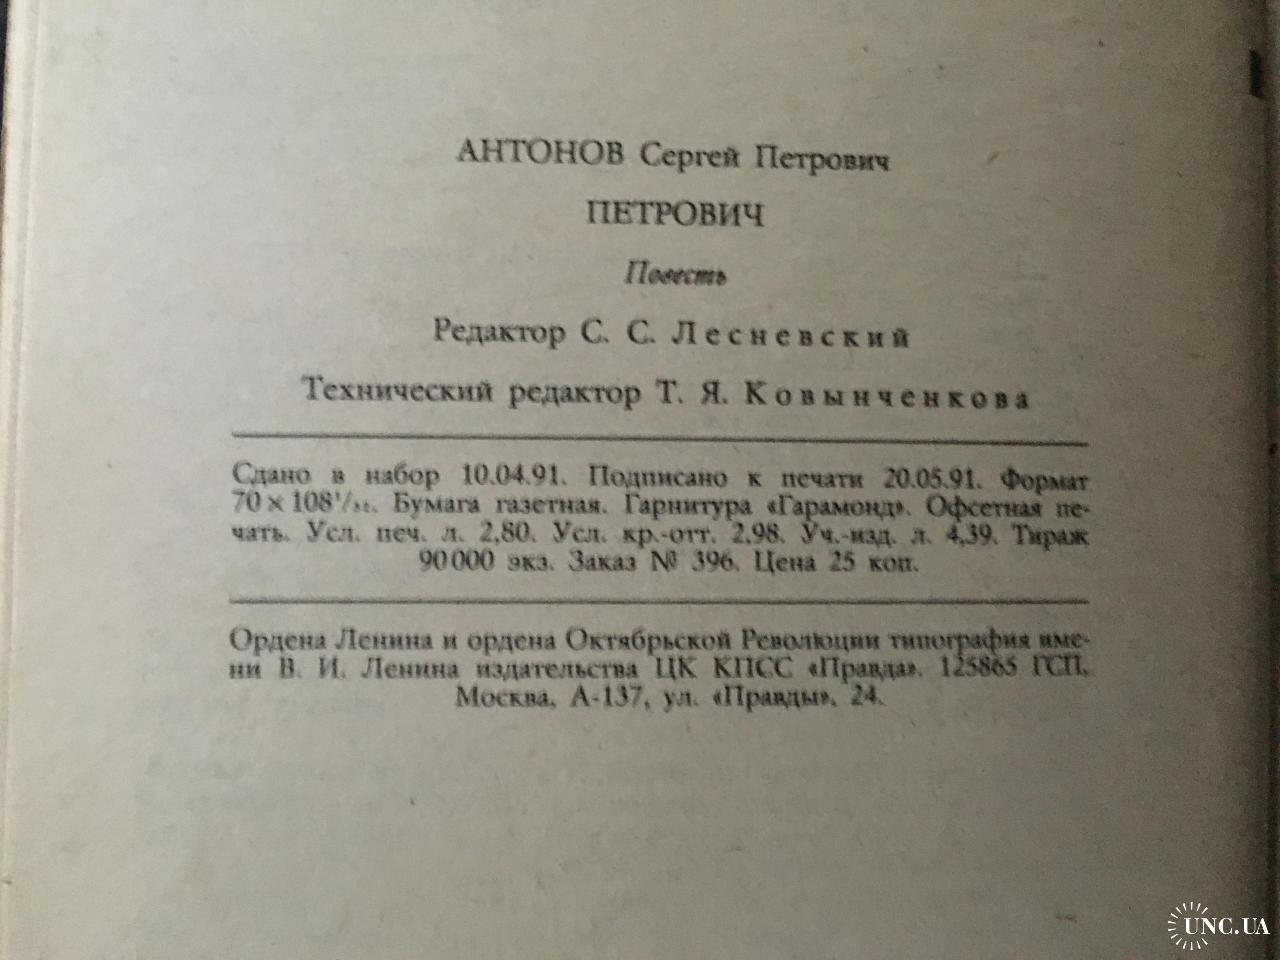 АНТОНОВ Сергей Петрович
ПЕТРОВИЧ
Повесть
Редактор С. С. Лесневский
Технический редактор Т. Я. Ковынченкова
Сдано в набор 10.04.91. Подписано к печати 20.05.91. Формат
70×108¹/₃₂. Бумага газетная. Гарнитура «Гарамонд». Офсетная пе-
чать. Усл. печ. л. 2,80. Усл. кр.-отт. 2,98. Уч.-изд. л. 4,39. Тираж
90 000 экз. Заказ № 396. Цена 25 коп.
Ордена Ленина и ордена Октябрьской Революции типография име-
ни В. И. Ленина издательства ЦК КПСС «Правда». 125865 ГСП,
Москва, А-137, ул. «Правды», 24.
UNC.UA